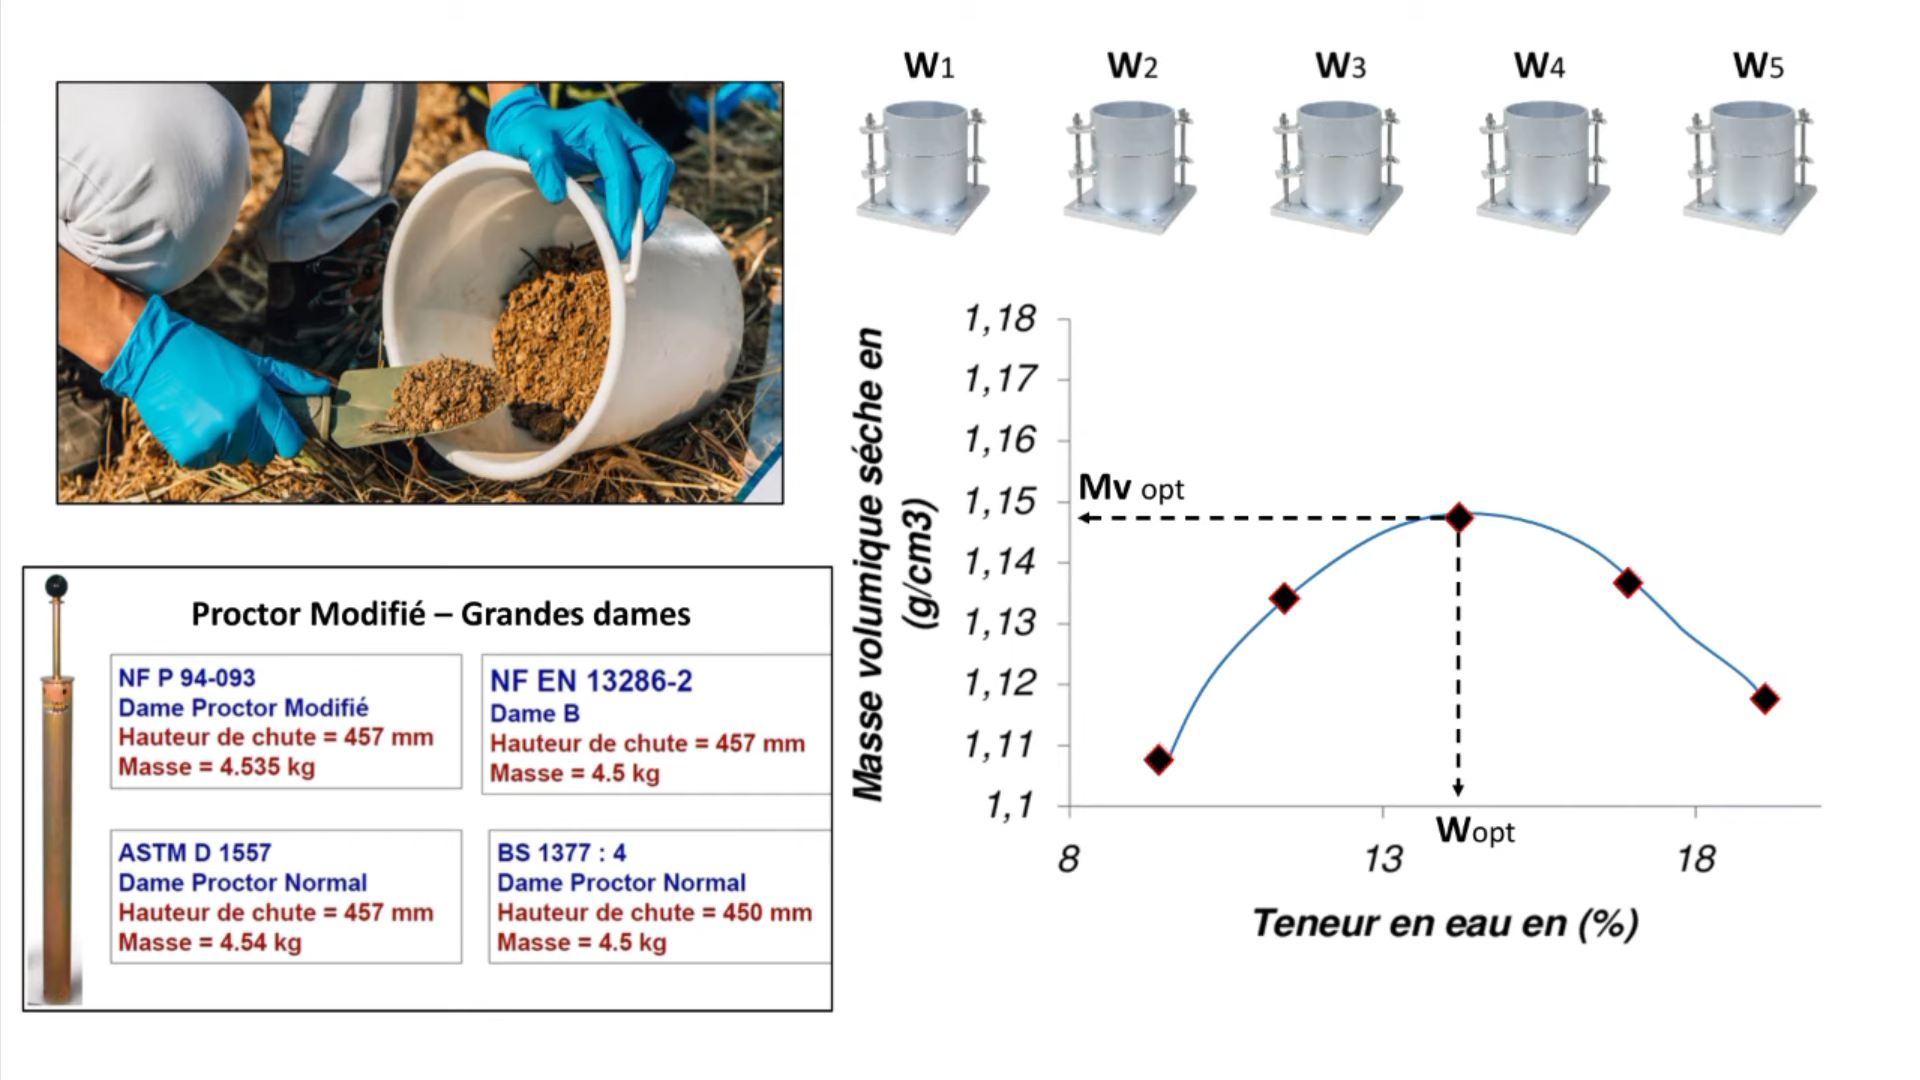 W1 W2 W3 W4 W5
Proctor Modifié – Grandes dames
NF P 94-093
Dame Proctor Modifié
Hauteur de chute = 457 mm
Masse = 4.535 kg
NF EN 13286-2
Dame B
Hauteur de chute = 457 mm
Masse = 4.5 kg
ASTM D 1557
Dame Proctor Normal
Hauteur de chute = 457 mm
Masse = 4.54 kg
BS 1377 : 4
Dame Proctor Normal
Hauteur de chute = 450 mm
Masse = 4.5 kg
Masse volumique séche en
(g/cm3)
1,18
1,17
1,16
1,15
1,14
1,13
1,12
1,11
1,1
Mv opt
Wopt
8 13 18
Teneur en eau en (%)